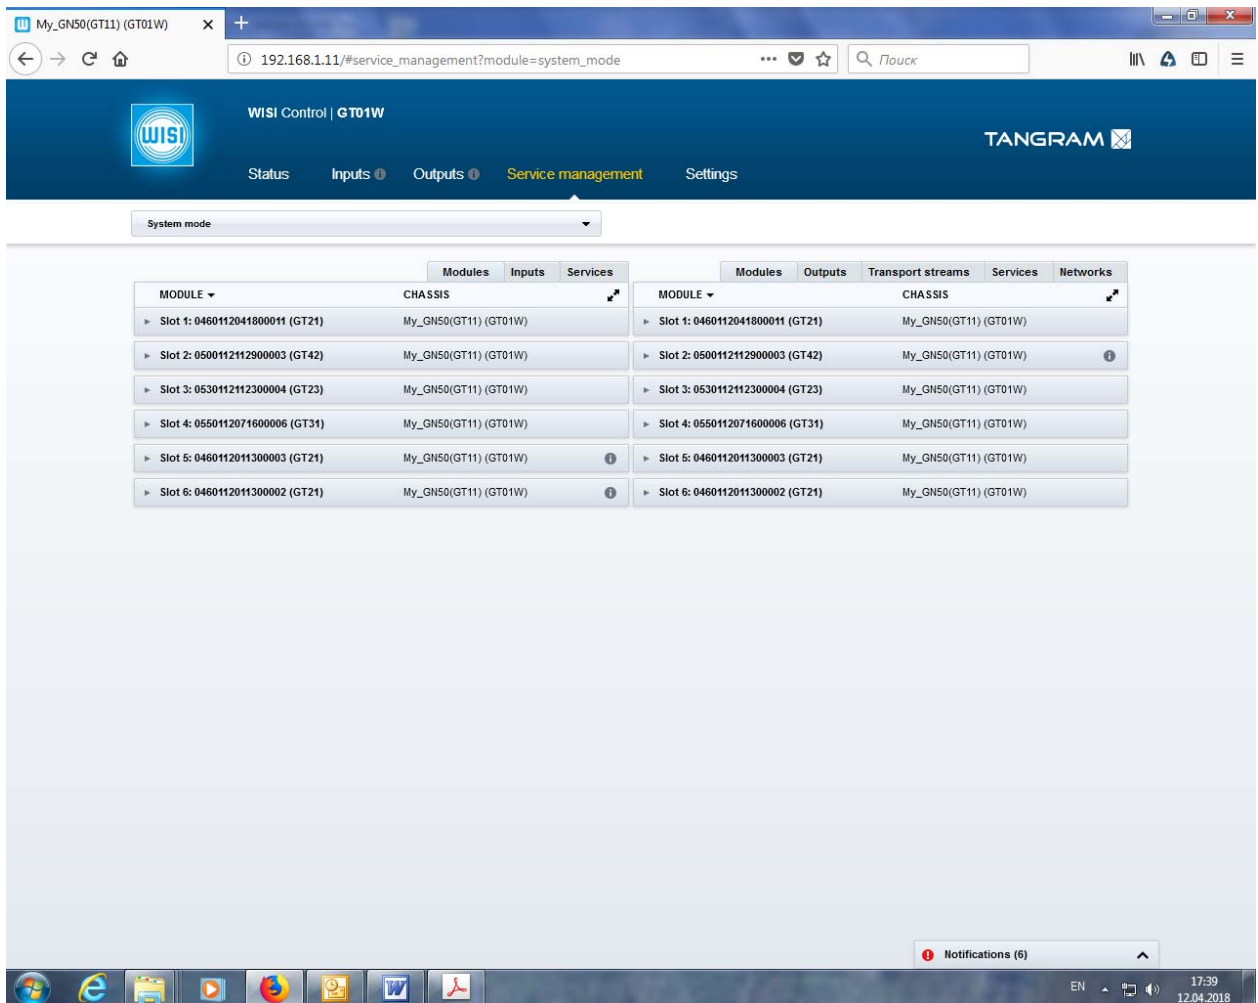 My_GN50(GT11) (GT01W)
192.168.1.11/#service_management?module=system_mode
Поиск
WISI
WISI Control | GT01W
TANGRAM
Status Inputs Outputs Service management Settings
System mode
Modules Inputs Services
MODULE CHASSIS
Slot 1: 0460112041800011 (GT21) My_GN50(GT11) (GT01W)
Slot 2: 0500112112900003 (GT42) My_GN50(GT11) (GT01W)
Slot 3: 0530112112300004 (GT23) My_GN50(GT11) (GT01W)
Slot 4: 0550112071600006 (GT31) My_GN50(GT11) (GT01W)
Slot 5: 0460112011300003 (GT21) My_GN50(GT11) (GT01W)
Slot 6: 0460112011300002 (GT21) My_GN50(GT11) (GT01W)
Modules Outputs Transport streams Services Networks
MODULE CHASSIS
Slot 1: 0460112041800011 (GT21) My_GN50(GT11) (GT01W)
Slot 2: 0500112112900003 (GT42) My_GN50(GT11) (GT01W)
Slot 3: 0530112112300004 (GT23) My_GN50(GT11) (GT01W)
Slot 4: 0550112071600006 (GT31) My_GN50(GT11) (GT01W)
Slot 5: 0460112011300003 (GT21) My_GN50(GT11) (GT01W)
Slot 6: 0460112011300002 (GT21) My_GN50(GT11) (GT01W)
Notifications (6)
EN
17:39
12.04.2018